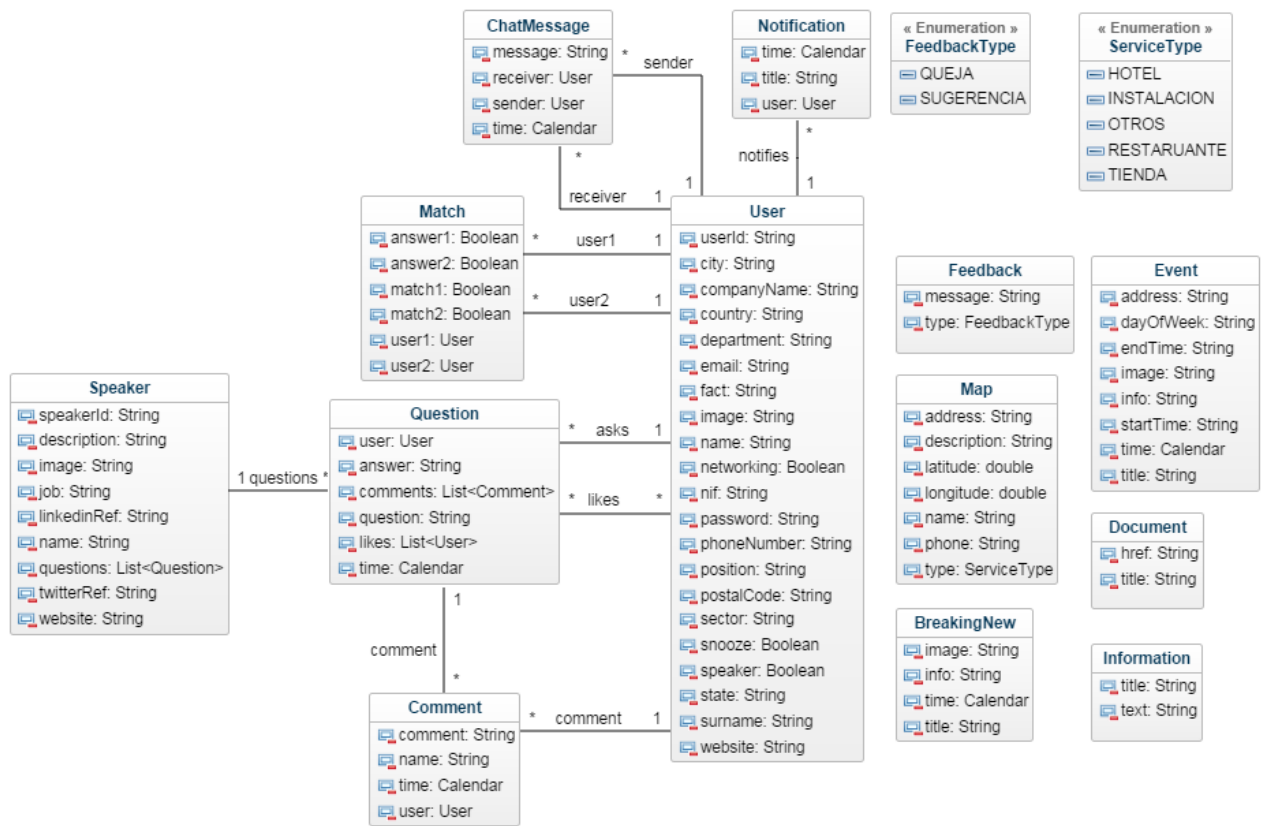 ChatMessage
message: String
receiver: User
sender: User
time: Calendar
*
sender
1
*
receiver
1
Notification
time: Calendar
title: String
user: User
*
notifies
1
« Enumeration »
FeedbackType
QUEJA
SUGERENCIA
« Enumeration »
ServiceType
HOTEL
INSTALACION
OTROS
RESTARUANTE
TIENDA
Match
answer1: Boolean
answer2: Boolean
match1: Boolean
match2: Boolean
user1: User
user2: User
* user1 1
* user2 1
User
userId: String
city: String
companyName: String
country: String
department: String
email: String
fact: String
image: String
name: String
networking: Boolean
nif: String
password: String
phoneNumber: String
position: String
postalCode: String
sector: String
snooze: Boolean
speaker: Boolean
state: String
surname: String
website: String
Feedback
message: String
type: FeedbackType
Event
address: String
dayOfWeek: String
endTime: String
image: String
info: String
startTime: String
time: Calendar
title: String
Speaker
speakerId: String
description: String
image: String
job: String
linkedinRef: String
name: String
questions: List<Question>
twitterRef: String
website: String
1 questions *
Question
user: User
answer: String
comments: List<Comment>
question: String
likes: List<User>
time: Calendar
* asks 1
* likes *
1
comment
*
Map
address: String
description: String
latitude: double
longitude: double
name: String
phone: String
type: ServiceType
Document
href: String
title: String
BreakingNew
image: String
info: String
time: Calendar
title: String
Information
title: String
text: String
Comment
comment: String
name: String
time: Calendar
user: User
* comment 1